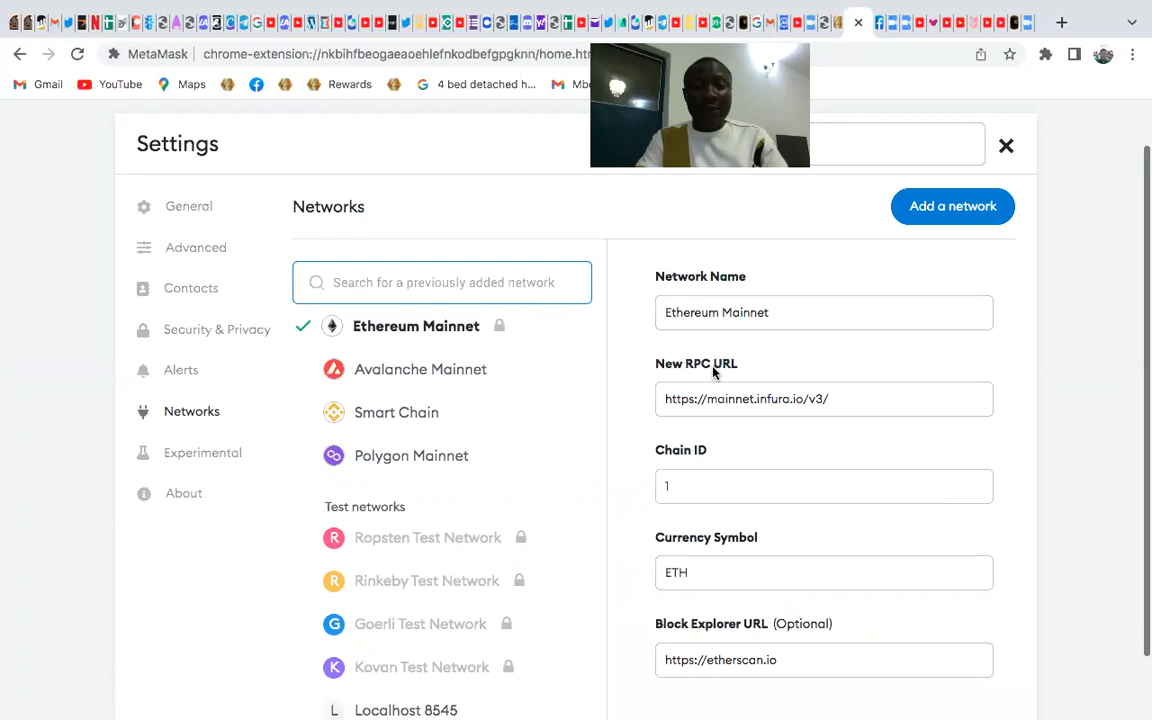 MetaMask
chrome-extension://nkbihfbeogaeaoehlefnkodbefgpgknn/home.htm
Gmail
YouTube
Maps
Rewards
4 bed detached h...
Settings
General
Advanced
Contacts
Security & Privacy
Alerts
Networks
Experimental
About
Networks
Add a network
Search for a previously added network
Ethereum Mainnet
Avalanche Mainnet
Smart Chain
Polygon Mainnet
Test networks
R Ropsten Test Network
R Rinkeby Test Network
G Goerli Test Network
K Kovan Test Network
L Localhost 8545
Network Name
Ethereum Mainnet
New RPC URL
https://mainnet.infura.io/v3/
Chain ID
1
Currency Symbol
ETH
Block Explorer URL (Optional)
https://etherscan.io